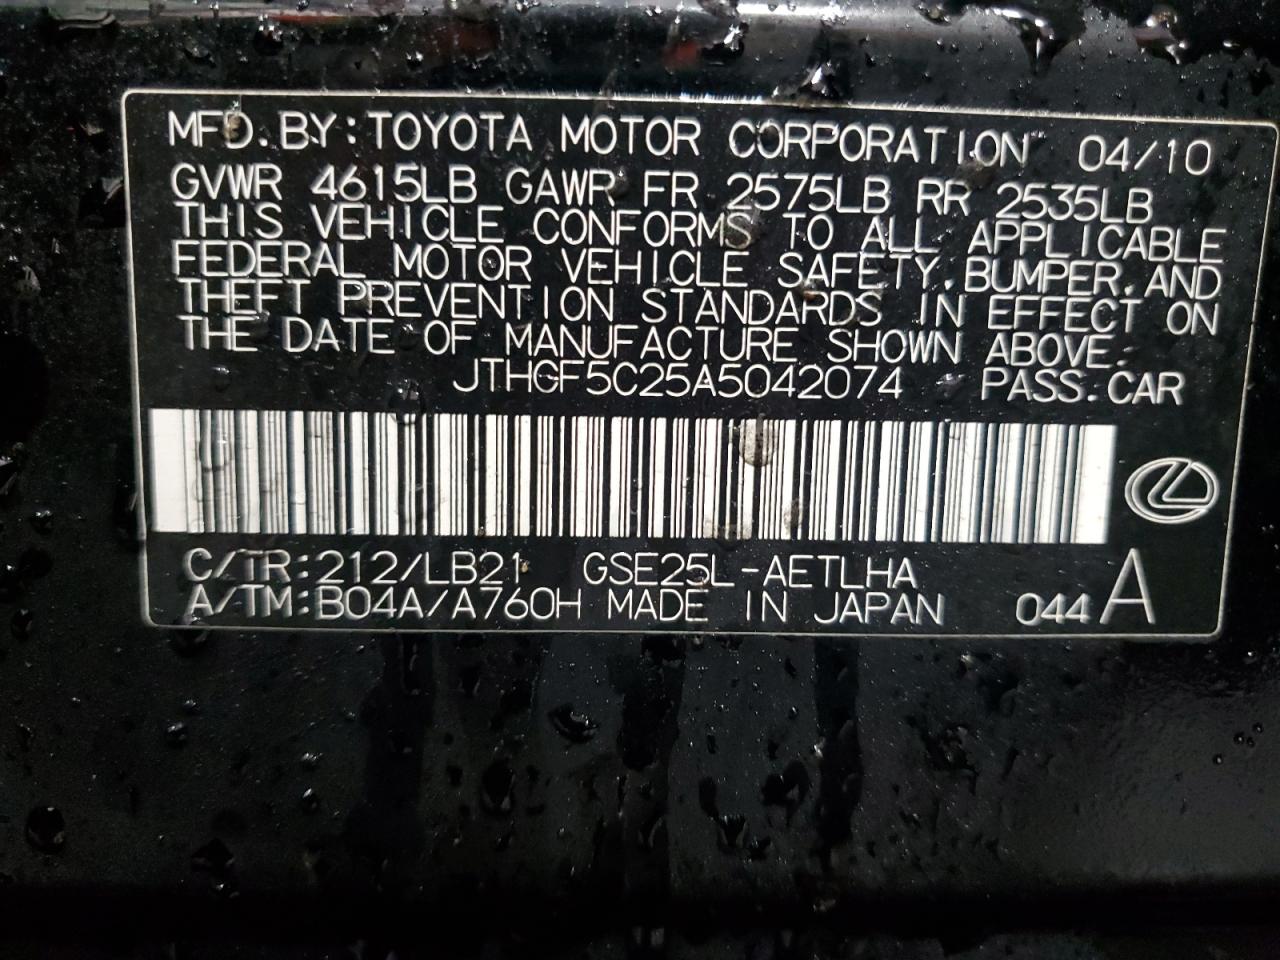 MFD. BY: TOYOTA MOTOR CORPORATION 04/10
GVWR 4615LB GAWR FR 2575LB RR 2535LB
THIS VEHICLE CONFORMS TO ALL APPLICABLE
FEDERAL MOTOR VEHICLE SAFETY, BUMPER, AND
THEFT PREVENTION STANDARDS IN EFFECT ON
THE DATE OF MANUFACTURE SHOWN ABOVE.
JTHGF5C25A5042074 PASS. CAR
C/TR: 212/LB21 GSE25L-AETLHA
A/TM: B04A/A760H MADE IN JAPAN 044 A